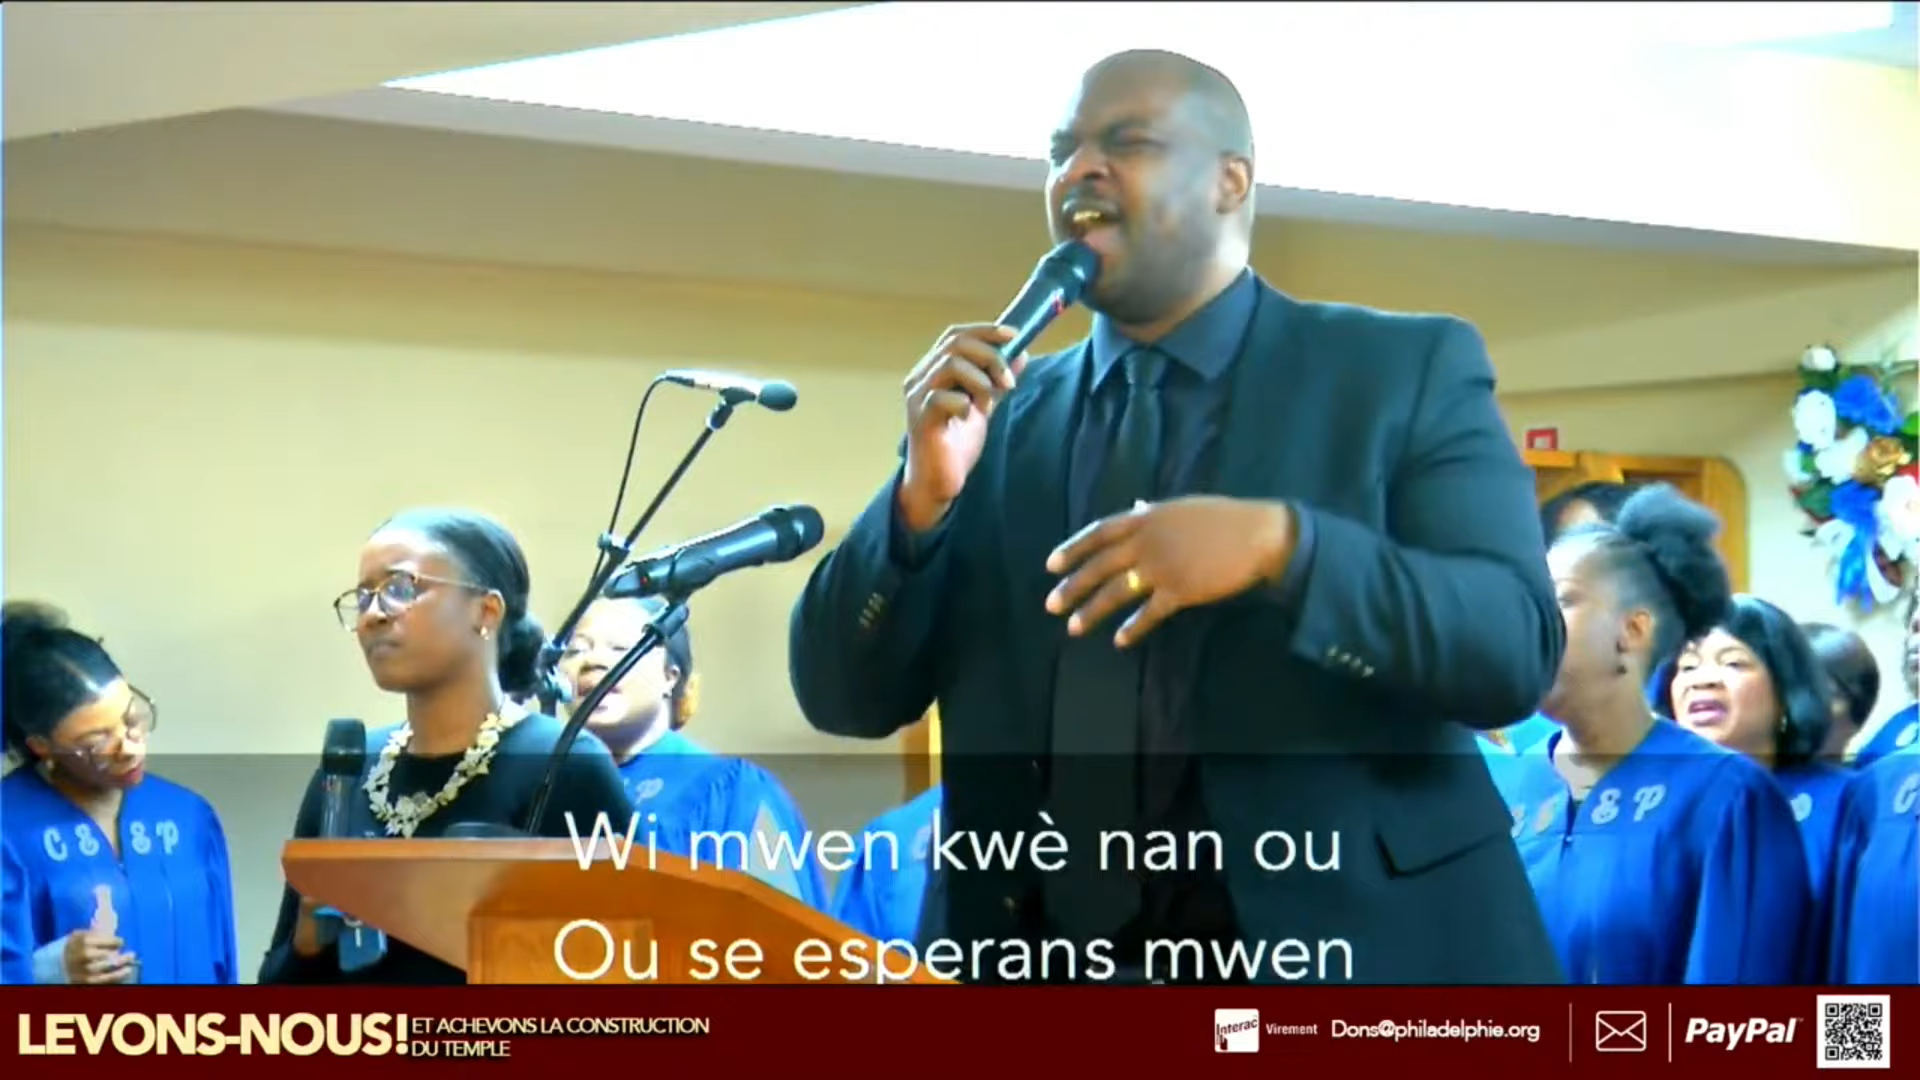 C & & P
P
& & P
P
C
Wi mwen kwè nan ou
Ou se esperans mwen
LEVONS-NOUS! ET ACHEVONS LA CONSTRUCTION
DU TEMPLE
Interac Virement Dons@philadelphie.org PayPal